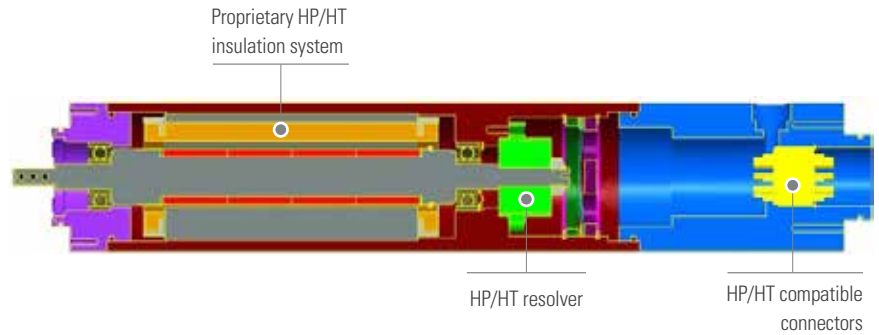 Proprietary HP/HT
insulation system
HP/HT resolver
HP/HT compatible
connectors